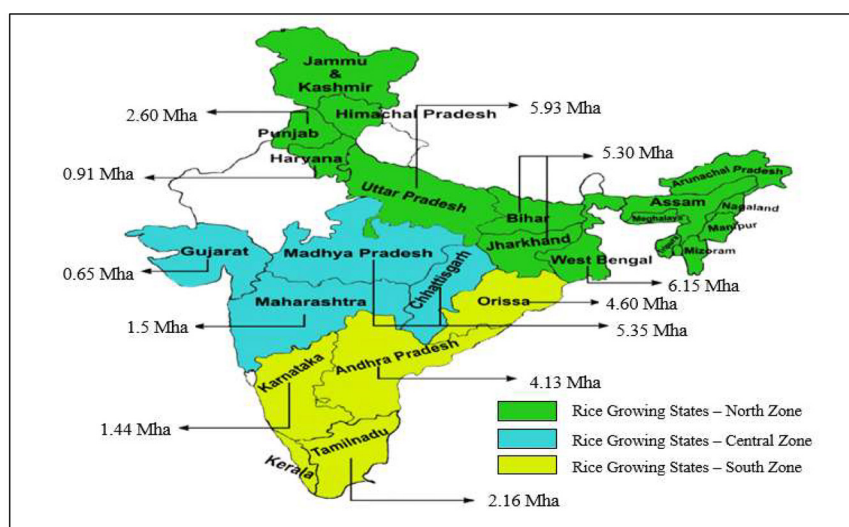 Jammu
&
Kashmir
Himachal Pradesh
2.60 Mha
5.93 Mha
Punjab
Haryana
0.91 Mha
5.30 Mha
Uttar Pradesh
Arunachal Pradesh
Assam
Nagaland
Meghalaya
Manipur
Mizoram
Bihar
Jharkhand
West Bengal
Gujarat
Madhya Pradesh
Chhattisgarh
0.65 Mha
6.15 Mha
Maharashtra
Orissa
4.60 Mha
1.5 Mha
5.35 Mha
Karnataka
Andhra Pradesh
4.13 Mha
1.44 Mha
Tamilnadu
Kerala
2.16 Mha
Rice Growing States – North Zone
Rice Growing States – Central Zone
Rice Growing States – South Zone